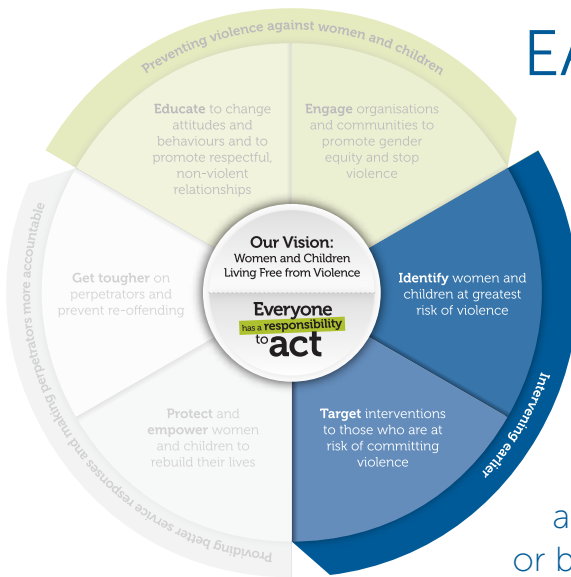 Preventing violence against women and children
EA
Educate to change
attitudes and
behaviours and to
promote respectful,
non-violent
relationships
Engage organisations
and communities to
promote gender
equity and stop
violence
Our Vision:
Women and Children
Living Free from Violence
Everyone
has a responsibility
to act
Get tougher on
perpetrators and
prevent re-offending
Identify women and
children at greatest
risk of violence
Protect and
empower women
and children to
rebuild their lives
Target interventions
to those who are at
risk of committing
violence
Intervening earlier
Providing better service responses and making perpetrators more accountable
a
or b